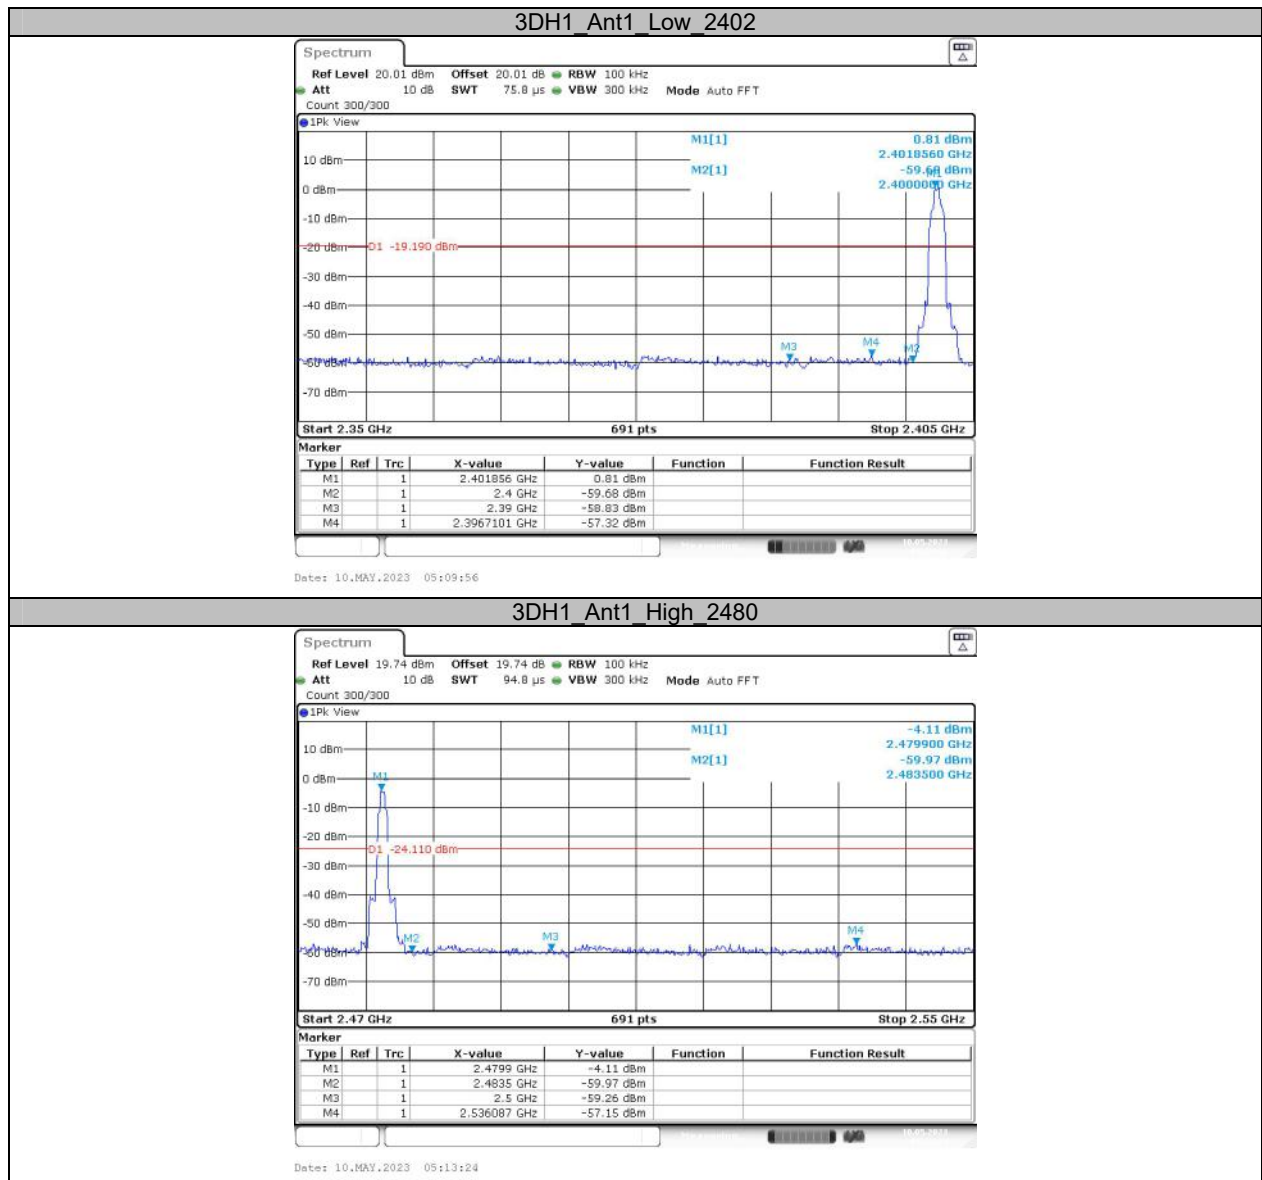 3DH1_Ant1_Low_2402
Spectrum
Ref Level 20.01 dBm Offset 20.01 dB RBW 100 kHz
Att 10 dB SWT 75.8 µs VBW 300 kHz Mode Auto FFT
Count 300/300
1Pk View
M1[1] 0.81 dBm
2.4018560 GHz
M2[1] -59.68 dBm
2.4000000 GHz
M1
10 dBm
0 dBm
-10 dBm
-20 dBm
D1 -19.190 dBm
-30 dBm
-40 dBm
-50 dBm
M3 M4 M2
-60 dBm
-70 dBm
Start 2.35 GHz 691 pts Stop 2.405 GHz
Marker
Type Ref Trc X-value Y-value Function Function Result
M1 1 2.401856 GHz 0.81 dBm
M2 1 2.4 GHz -59.68 dBm
M3 1 2.39 GHz -58.83 dBm
M4 1 2.3967101 GHz -57.32 dBm
Date: 10.MAY.2023 05:09:56
3DH1_Ant1_High_2480
Spectrum
Ref Level 19.74 dBm Offset 19.74 dB RBW 100 kHz
Att 10 dB SWT 94.8 µs VBW 300 kHz Mode Auto FFT
Count 300/300
1Pk View
M1[1] -4.11 dBm
2.479900 GHz
M2[1] -59.97 dBm
2.483500 GHz
10 dBm
0 dBm
M1
-10 dBm
-20 dBm
D1 -24.110 dBm
-30 dBm
-40 dBm
-50 dBm
M2 M3 M4
-60 dBm
-70 dBm
Start 2.47 GHz 691 pts Stop 2.55 GHz
Marker
Type Ref Trc X-value Y-value Function Function Result
M1 1 2.4799 GHz -4.11 dBm
M2 1 2.4835 GHz -59.97 dBm
M3 1 2.5 GHz -59.26 dBm
M4 1 2.536087 GHz -57.15 dBm
Date: 10.MAY.2023 05:13:24